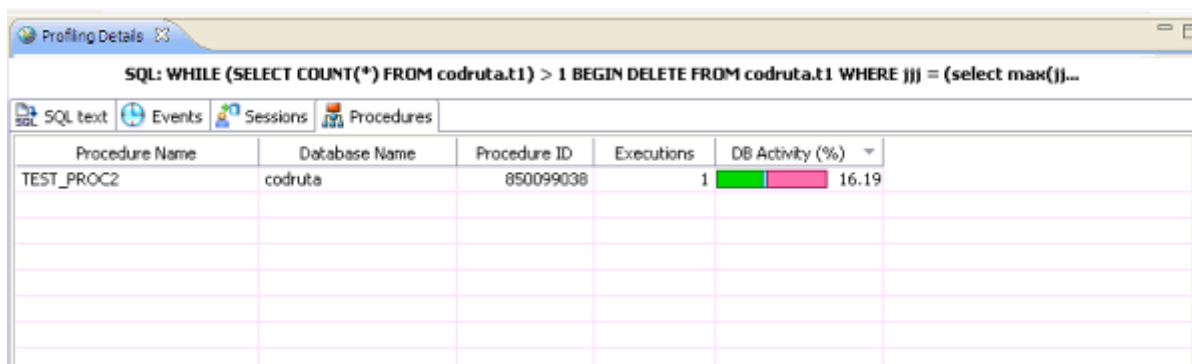 Profiling Details
SQL: WHILE (SELECT COUNT(*) FROM codruta.t1) > 1 BEGIN DELETE FROM codruta.t1 WHERE jjj = (select max(jj...
SQL text Events Sessions Procedures
Procedure Name Database Name Procedure ID Executions DB Activity (%)
TEST_PROC2 codruta 850099038 1 16.19